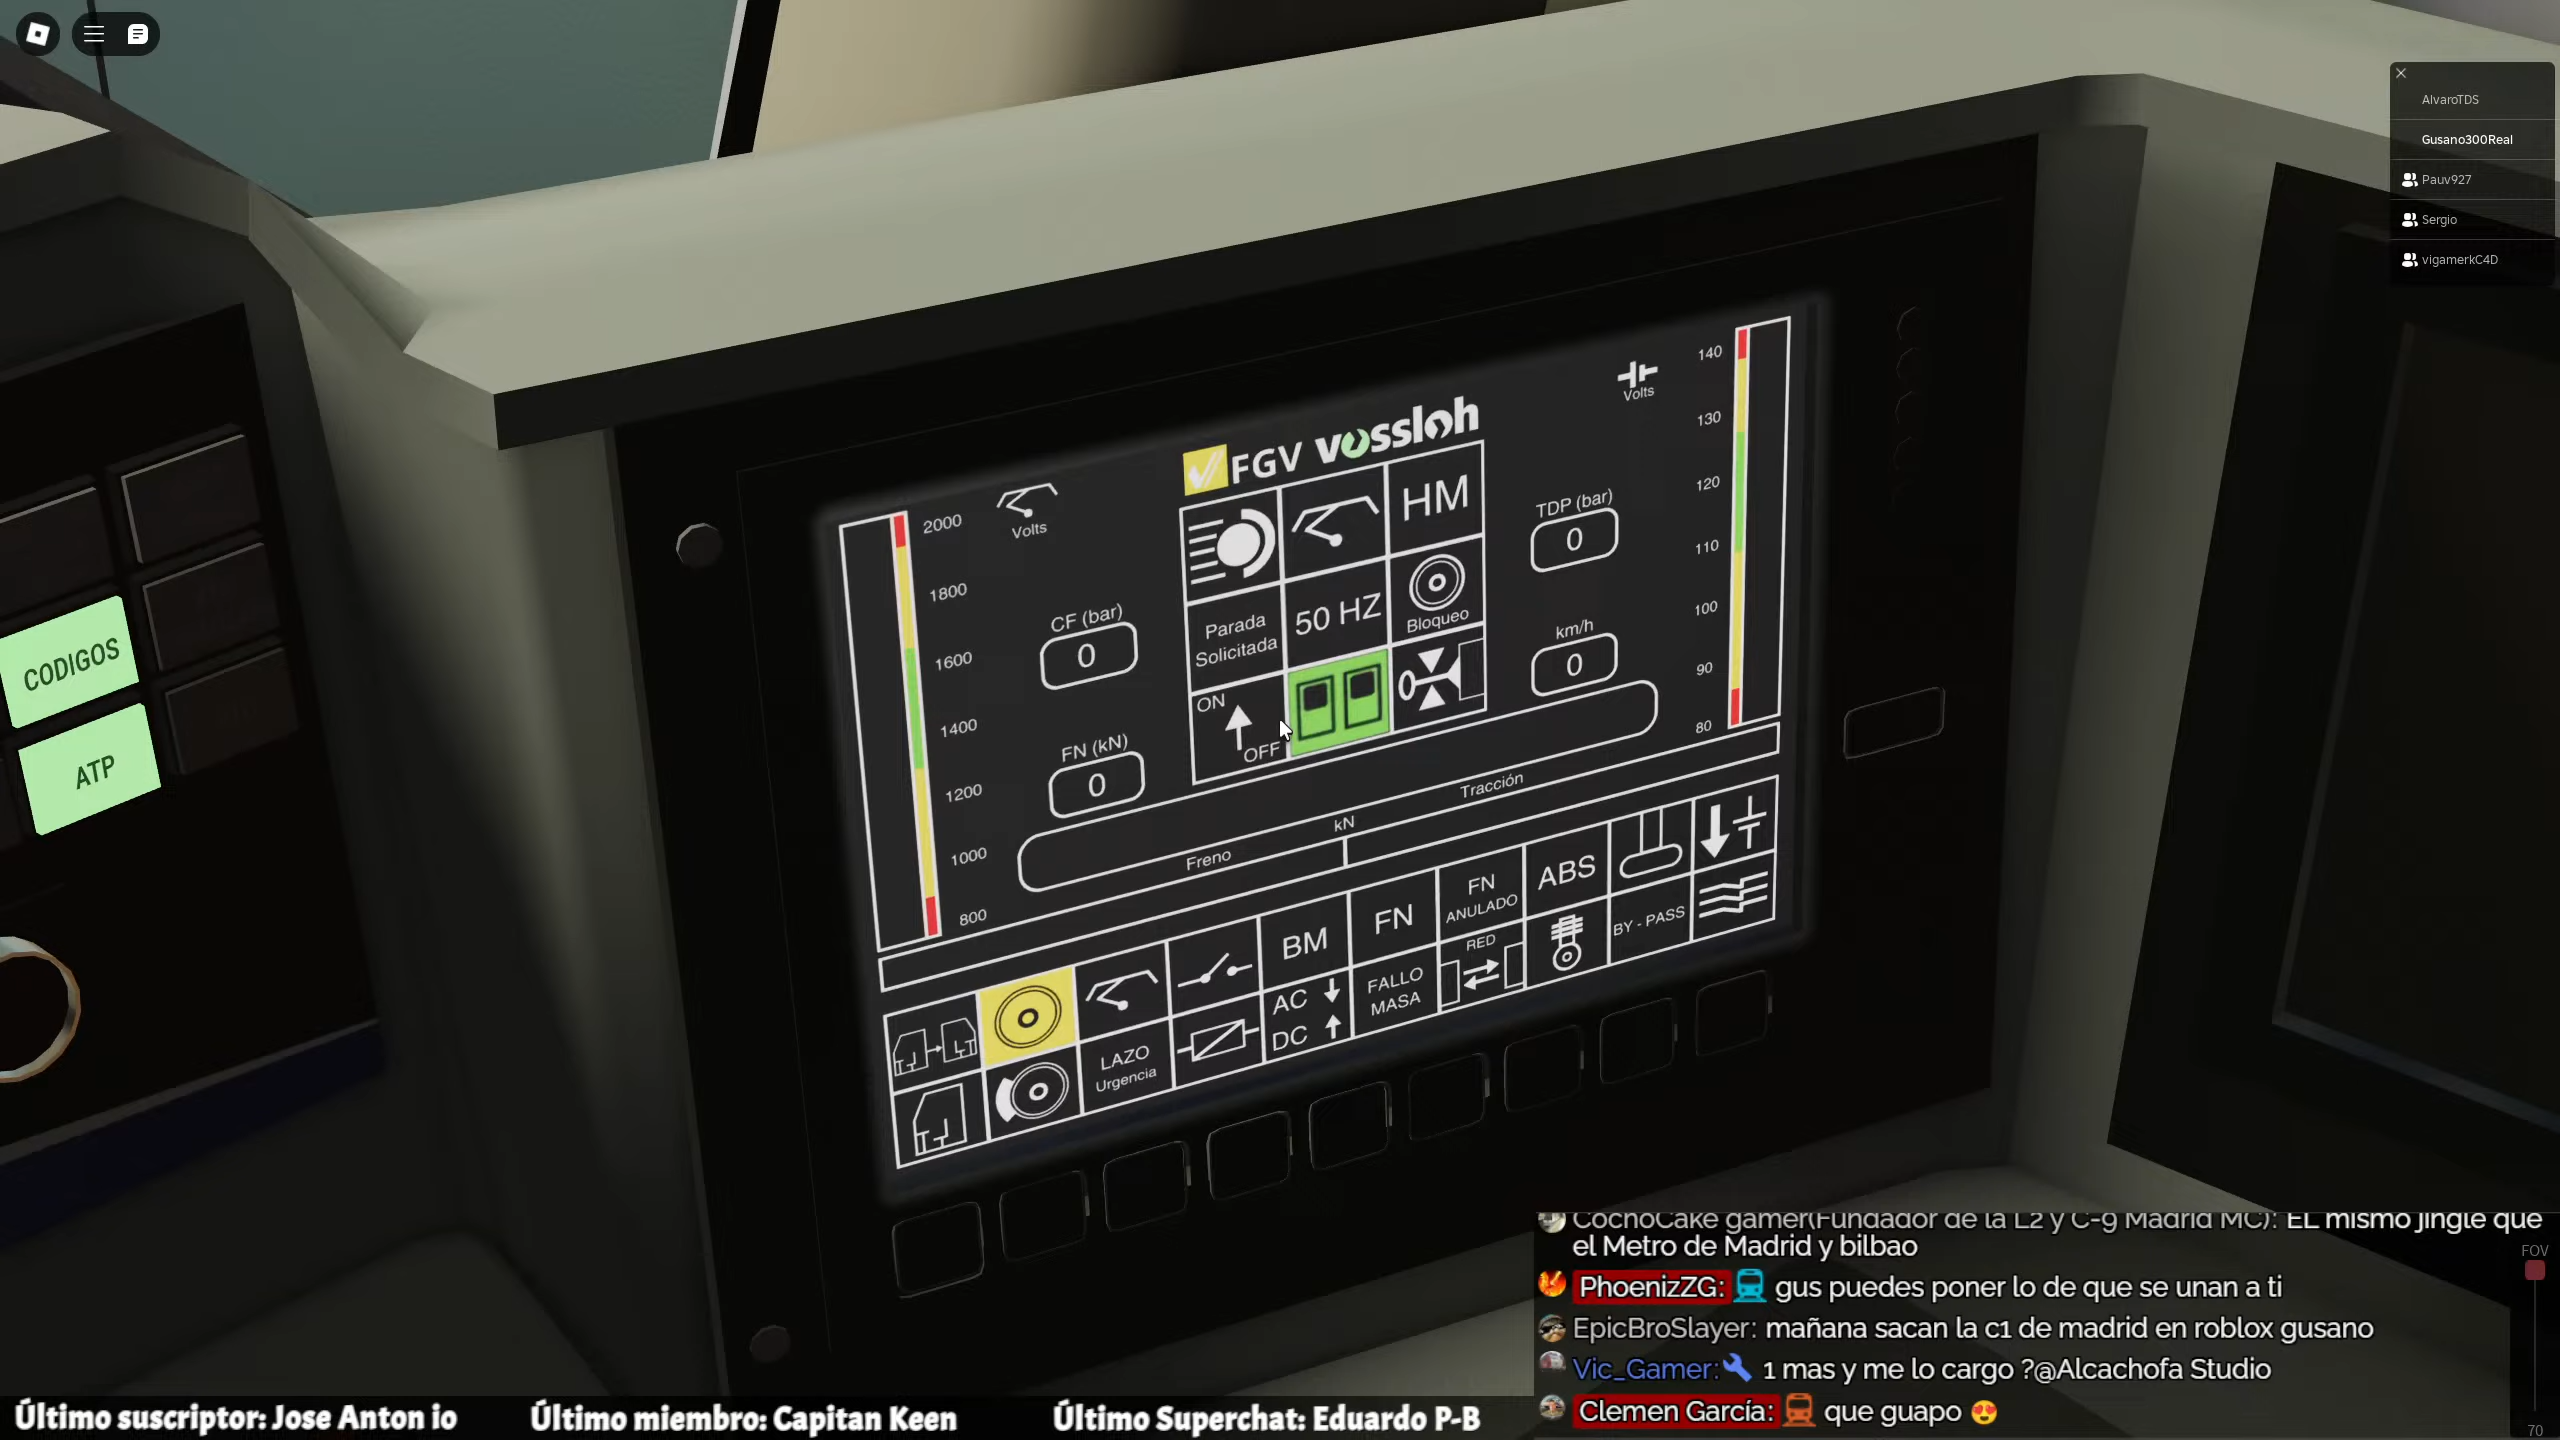 AlvaroTDS
Gusano300Real
Pauv927
Sergio
vigamerkC4D
FGV vossloh
2000
1800
1600
1400
1200
1000
800
Volts
CF (bar)
0
FN (kN)
0
HM
Parada
Solicitada
50 HZ
Bloqueo
ON
OFF
TDP (bar)
0
km/h
0
Volts
140
130
120
110
100
90
80
Freno
kN
Tracción
BM
FN
FN
ANULADO
ABS
LAZO
Urgencia
AC
DC
FALLO
MASA
RED
BY - PASS
CODIGOS
ATP
CochoCake gamer(Fundador de la L2 y C-9 Madrid MC): EL mismo jingle que
el Metro de Madrid y bilbao
PhoenizZG: gus puedes poner lo de que se unan a ti
EpicBroSlayer: mañana sacan la c1 de madrid en roblox gusano
Vic_Gamer: 1 mas y me lo cargo ?@Alcachofa Studio
Clemen García: que guapo 😍
FOV
70
Último suscriptor: Jose Anton io
Último miembro: Capitan Keen
Último Superchat: Eduardo P-B